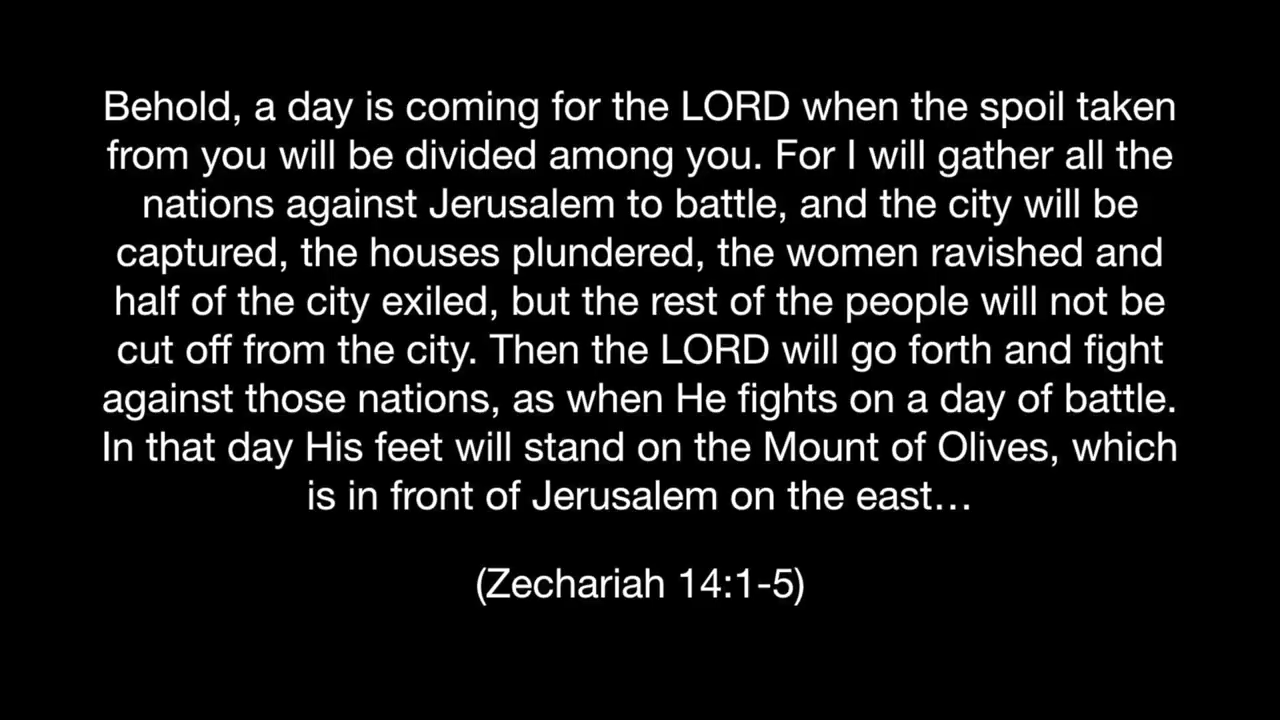 Behold, a day is coming for the LORD when the spoil taken
from you will be divided among you. For I will gather all the
nations against Jerusalem to battle, and the city will be
captured, the houses plundered, the women ravished and
half of the city exiled, but the rest of the people will not be
cut off from the city. Then the LORD will go forth and fight
against those nations, as when He fights on a day of battle.
In that day His feet will stand on the Mount of Olives, which
is in front of Jerusalem on the east…
(Zechariah 14:1-5)